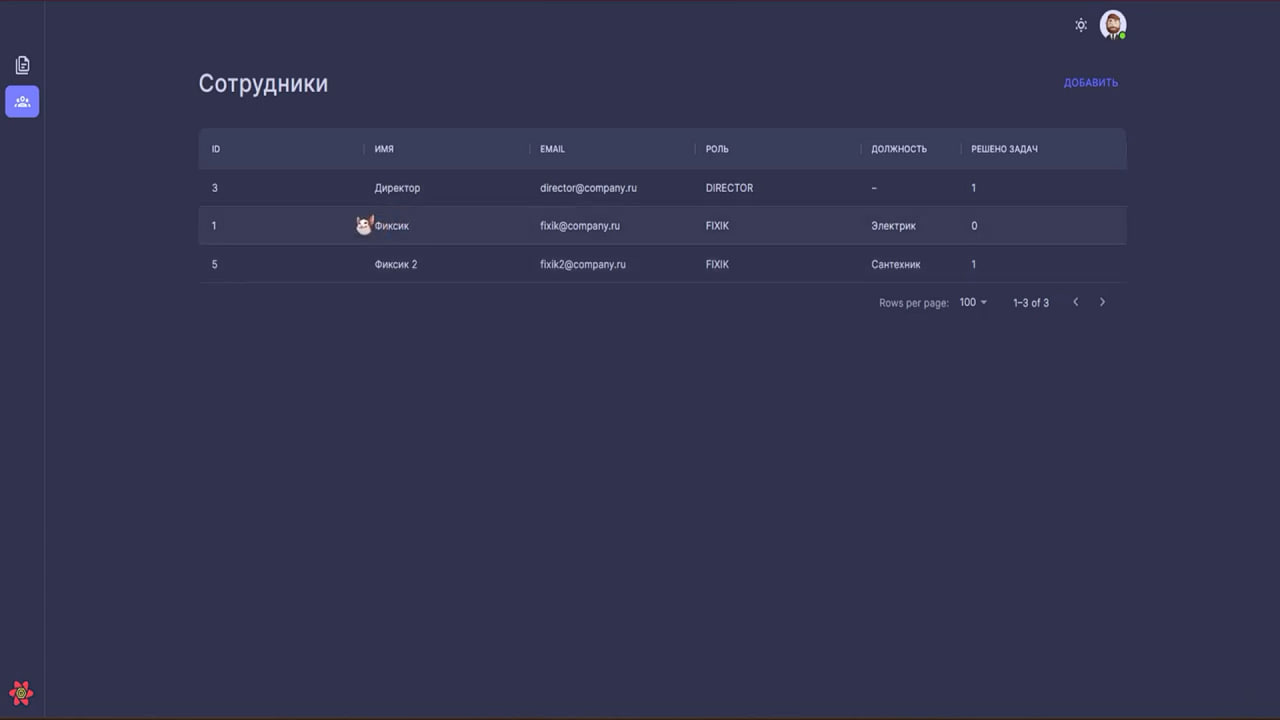 Сотрудники
ДОБАВИТЬ
ID ИМЯ EMAIL РОЛЬ ДОЛЖНОСТЬ РЕШЕНО ЗАДАЧ
3 Директор director@company.ru DIRECTOR – 1
1 Фиксик fixik@company.ru FIXIK Электрик 0
5 Фиксик 2 fixik2@company.ru FIXIK Сантехник 1
Rows per page: 100 1–3 of 3